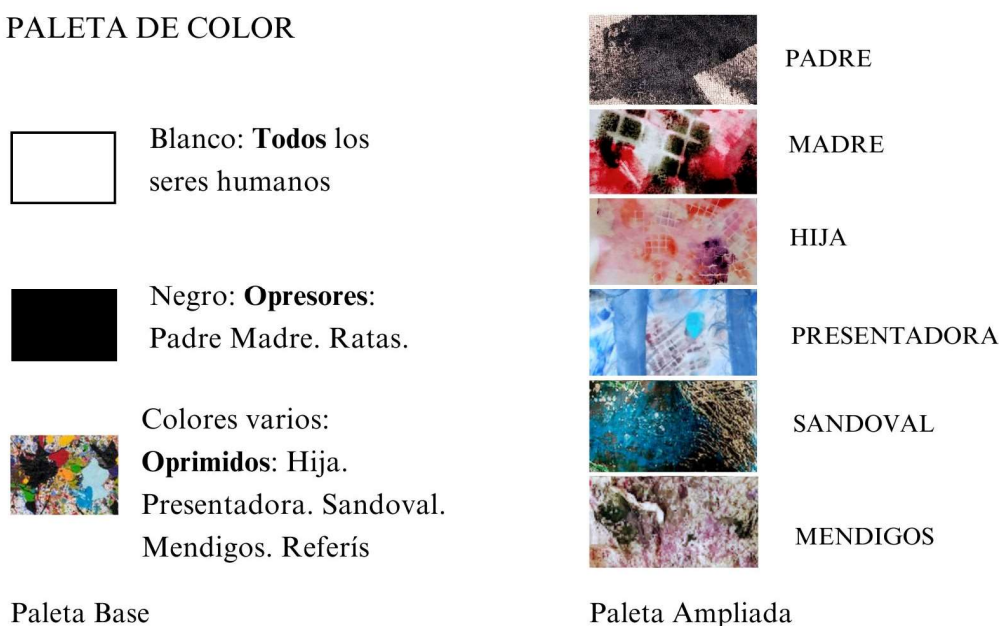 PALETA DE COLOR
Blanco: Todos los
seres humanos
Negro: Opresores:
Padre Madre. Ratas.
Colores varios:
Oprimidos: Hija.
Presentadora. Sandoval.
Mendigos. Referís
Paleta Base
PADRE
MADRE
HIJA
PRESENTADORA
SANDOVAL
MENDIGOS
Paleta Ampliada